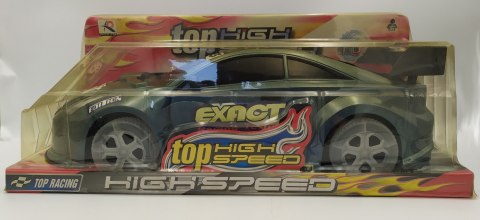 top HIGH
EXACT
top HIGH
SPEED
TOP RACING
HIGH SPEED